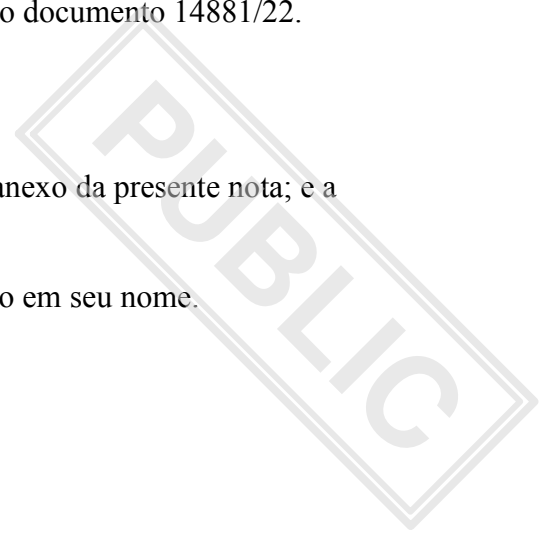 o documento 14881/22.
anexo da presente nota; e a
o em seu nome.
PUBLIC